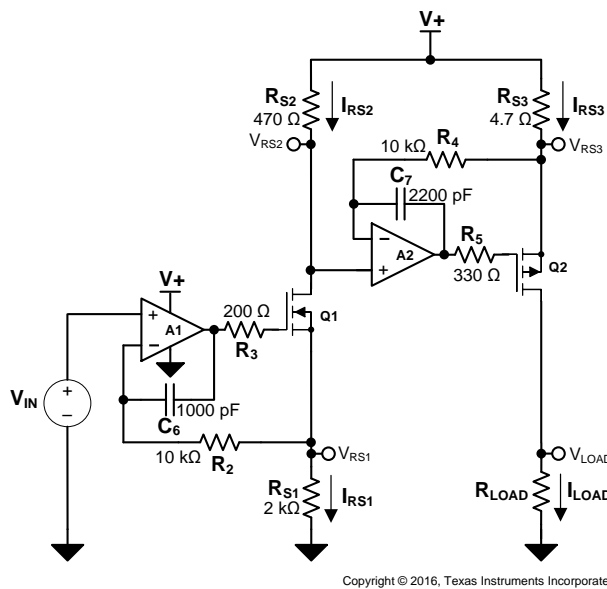 V+
RS2
470 Ω
IRS2
VRS2
RS3
4.7 Ω
IRS3
VRS3
10 kΩ
R4
C7
2200 pF
−
+
A2
R5
330 Ω
Q2
V+
+
−
A1
200 Ω
R3
Q1
VIN
+
−
C6
1000 pF
10 kΩ
R2
VRS1
RS1
2 kΩ
IRS1
VLOAD
RLOAD
ILOAD
Copyright © 2016, Texas Instruments Incorporate